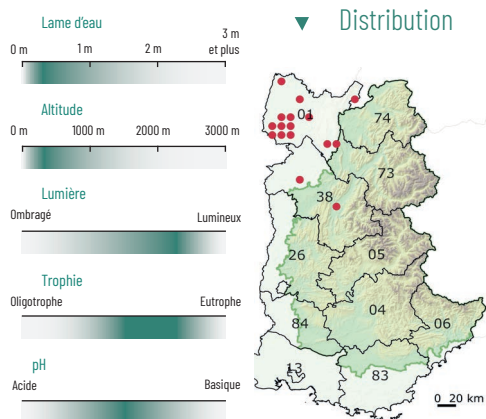 Lame d'eau
0 m 1 m 2 m 3 m et plus
Altitude
0 m 1000 m 2000 m 3000 m
Lumière
Ombragé Lumineux
Trophie
Oligotrophe Eutrophe
pH
Acide Basique
▼ Distribution
01
74
73
38
26
05
04
84
06
13
83
0 20 km